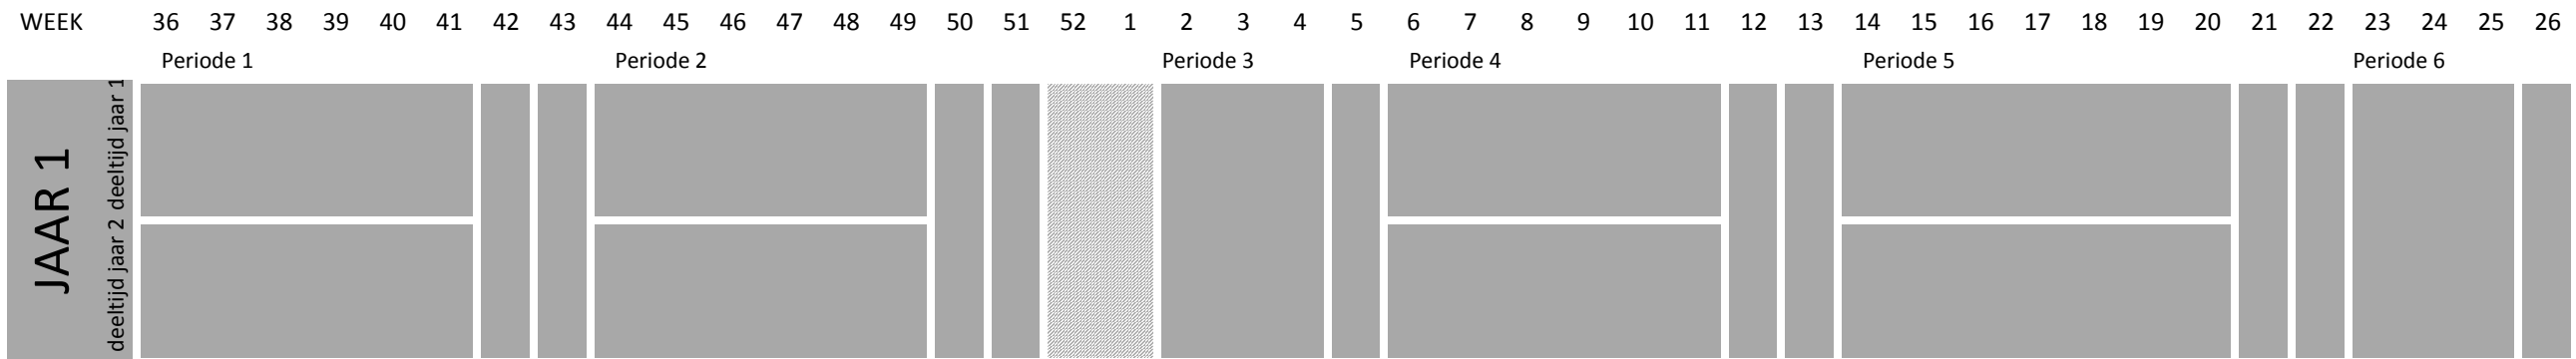 WEEK 36 37 38 39 40 41 42 43 44 45 46 47 48 49 50 51 52 1 2 3 4 5 6 7 8 9 10 11 12 13 14 15 16 17 18 19 20 21 22 23 24 25 26
Periode 1 Periode 2 Periode 3 Periode 4 Periode 5 Periode 6
JAAR 1
deeltijd jaar 1
deeltijd jaar 2